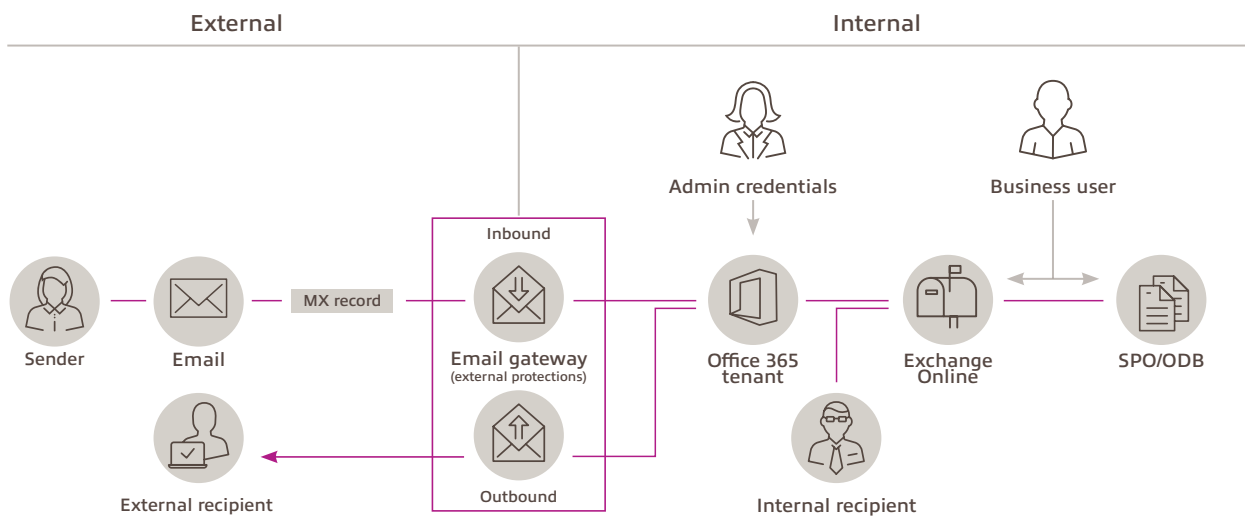 External
Internal
Admin credentials
Business user
Inbound
MX record
Sender
Email
Email gateway
(external protections)
Office 365
tenant
Exchange
Online
SPO/ODB
External recipient
Outbound
Internal recipient